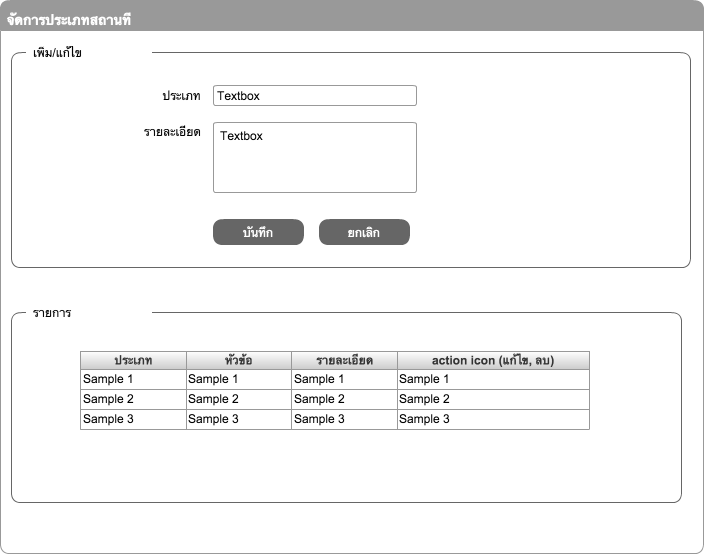 จัดการประเภทสถานที่
เพิ่ม/แก้ไข
ประเภท Textbox
รายละเอียด Textbox
บันทึก ยกเลิก
รายการ
ประเภท หัวข้อ รายละเอียด action icon (แก้ไข, ลบ)
Sample 1 Sample 1 Sample 1 Sample 1
Sample 2 Sample 2 Sample 2 Sample 2
Sample 3 Sample 3 Sample 3 Sample 3